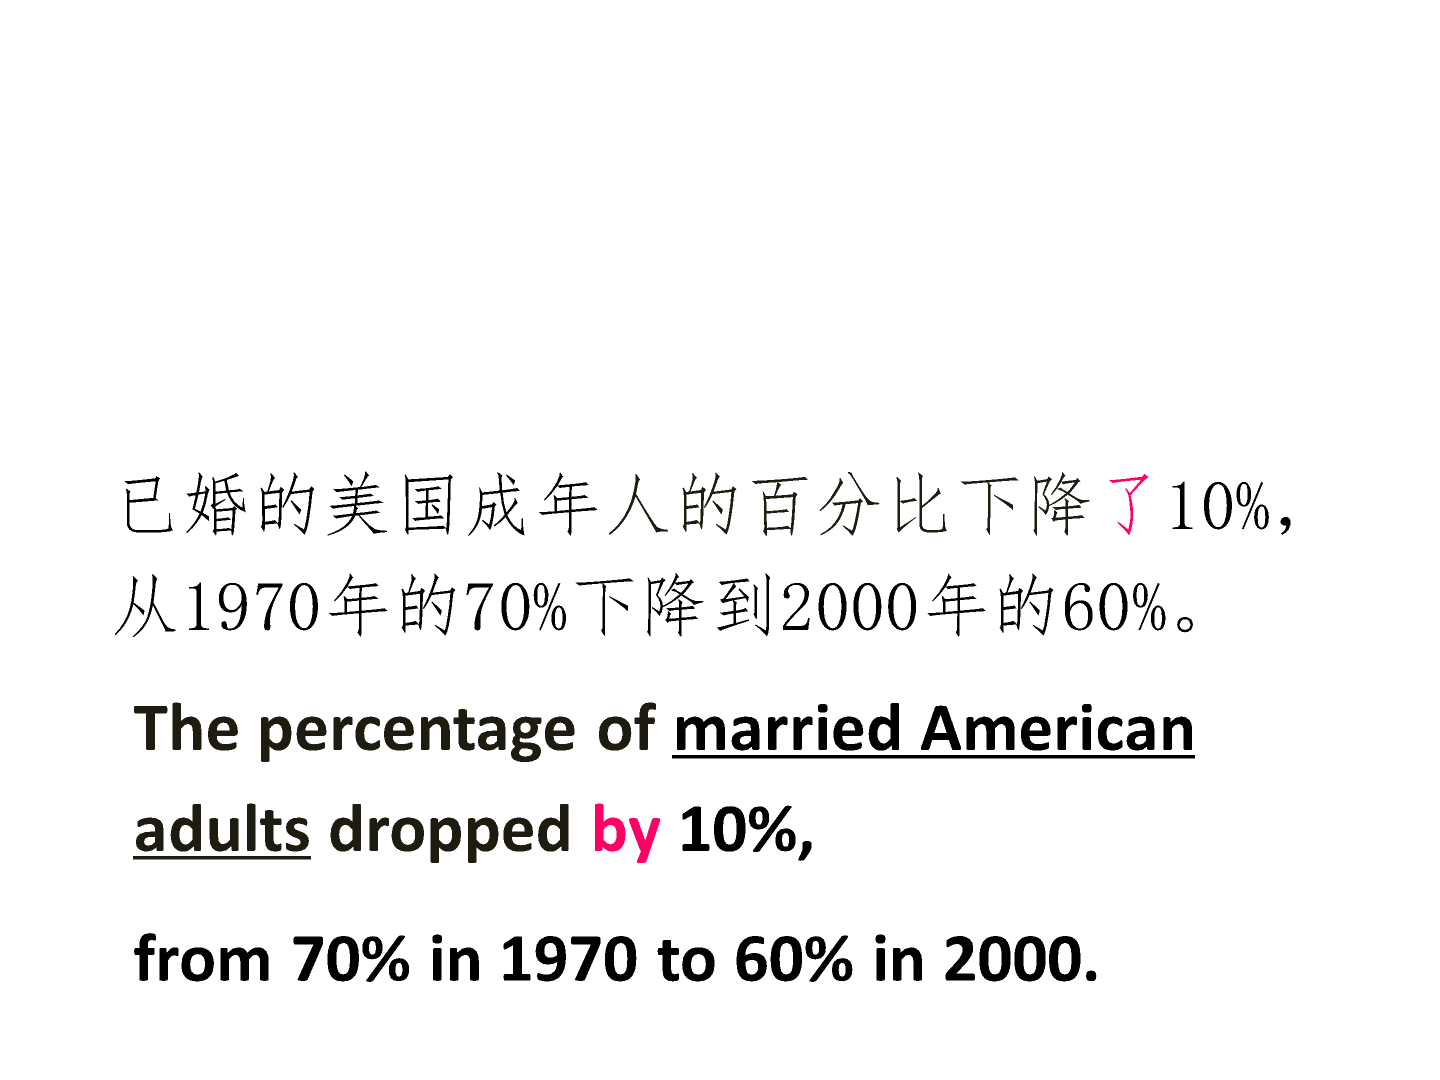 已婚的美国成年人的百分比下降了10%，
从1970年的70%下降到2000年的60%。
The percentage of married American
adults dropped by 10%,
from 70% in 1970 to 60% in 2000.